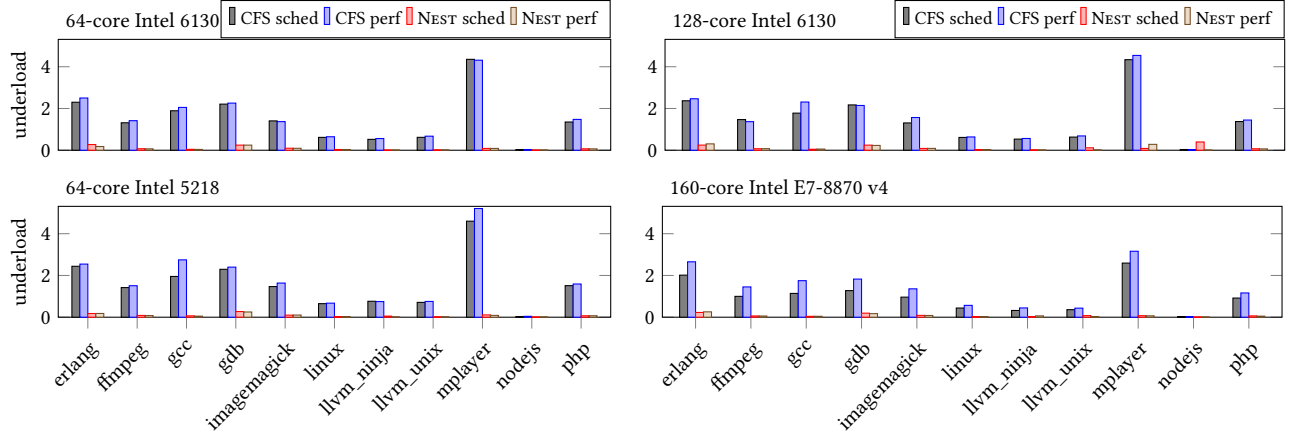 64-core Intel 6130
CFS sched CFS perf NEST sched NEST perf
underload
4
2
0
128-core Intel 6130
CFS sched CFS perf NEST sched NEST perf
4
2
0
64-core Intel 5218
underload
4
2
0
erlang
ffmpeg
gcc
gdb
imagemagick
linux
llvm_ninja
llvm_unix
mplayer
nodejs
php
160-core Intel E7-8870 v4
4
2
0
erlang
ffmpeg
gcc
gdb
imagemagick
linux
llvm_ninja
llvm_unix
mplayer
nodejs
php